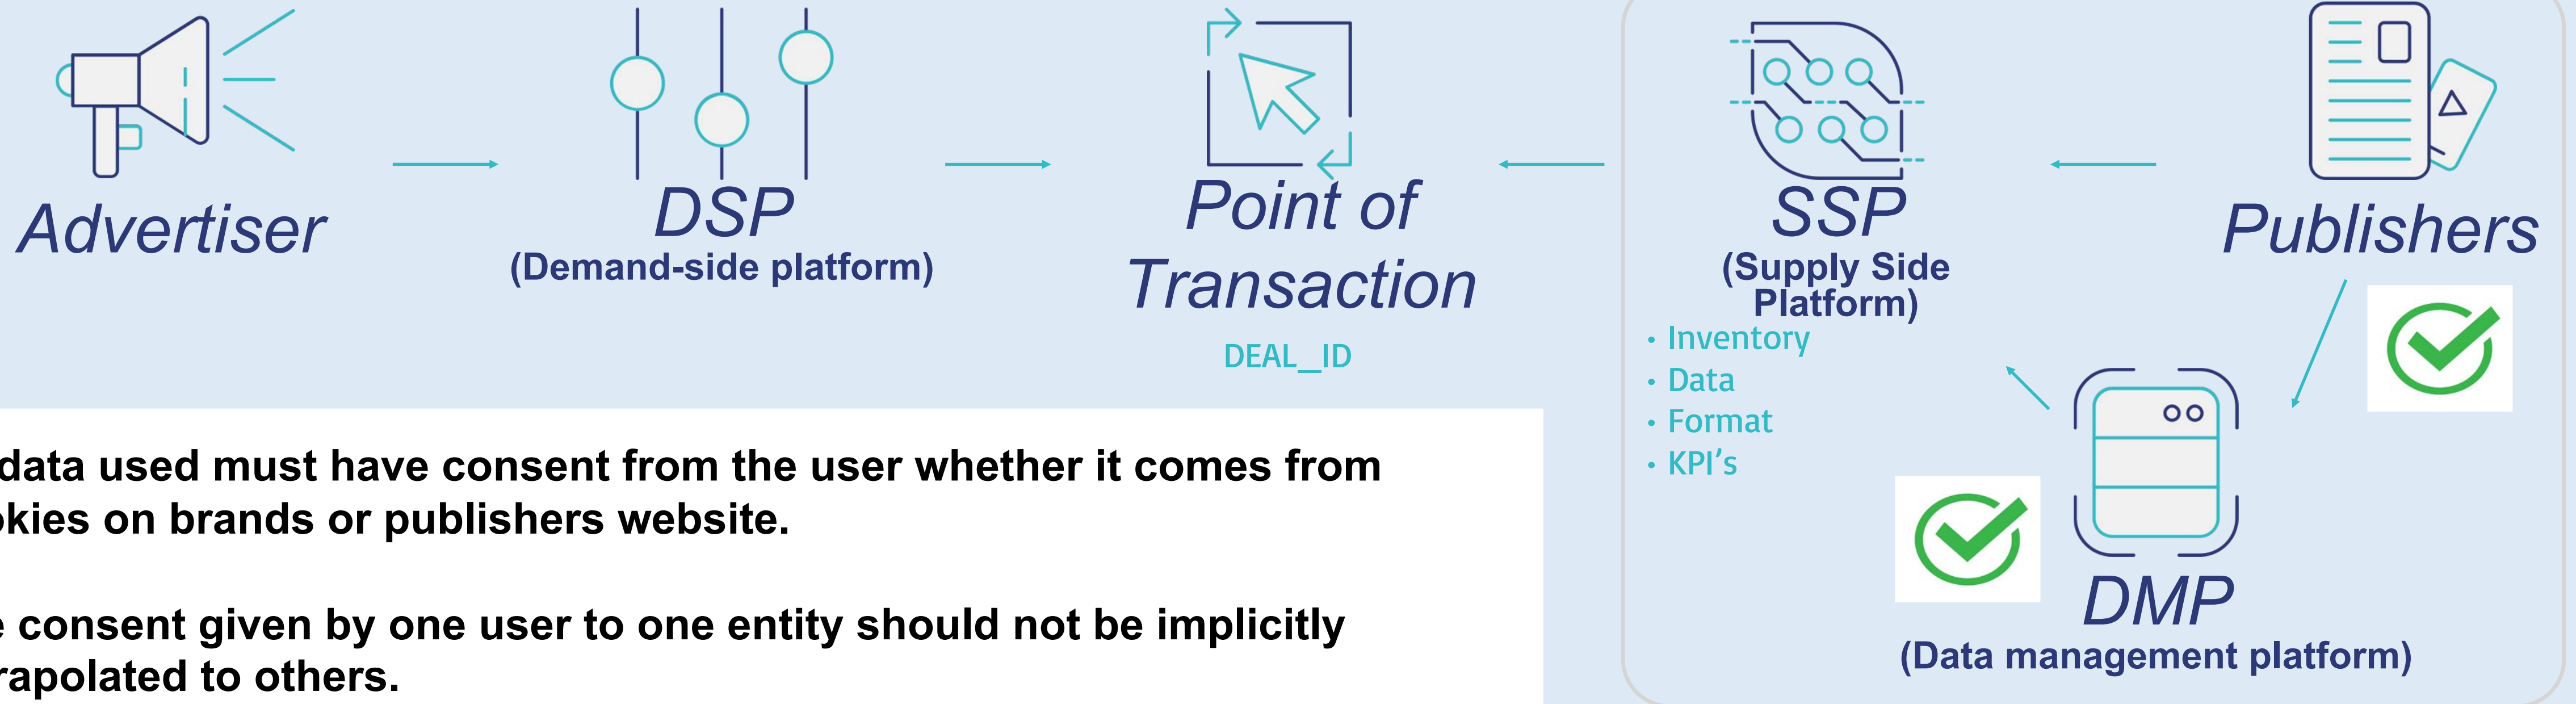 Advertiser
DSP
(Demand-side platform)
Point of
Transaction
DEAL_ID
SSP
(Supply Side
Platform)
• Inventory
• Data
• Format
• KPI’s
Publishers
DMP
(Data management platform)
data used must have consent from the user whether it comes from
okies on brands or publishers website.
consent given by one user to one entity should not be implicitly
rapolated to others.